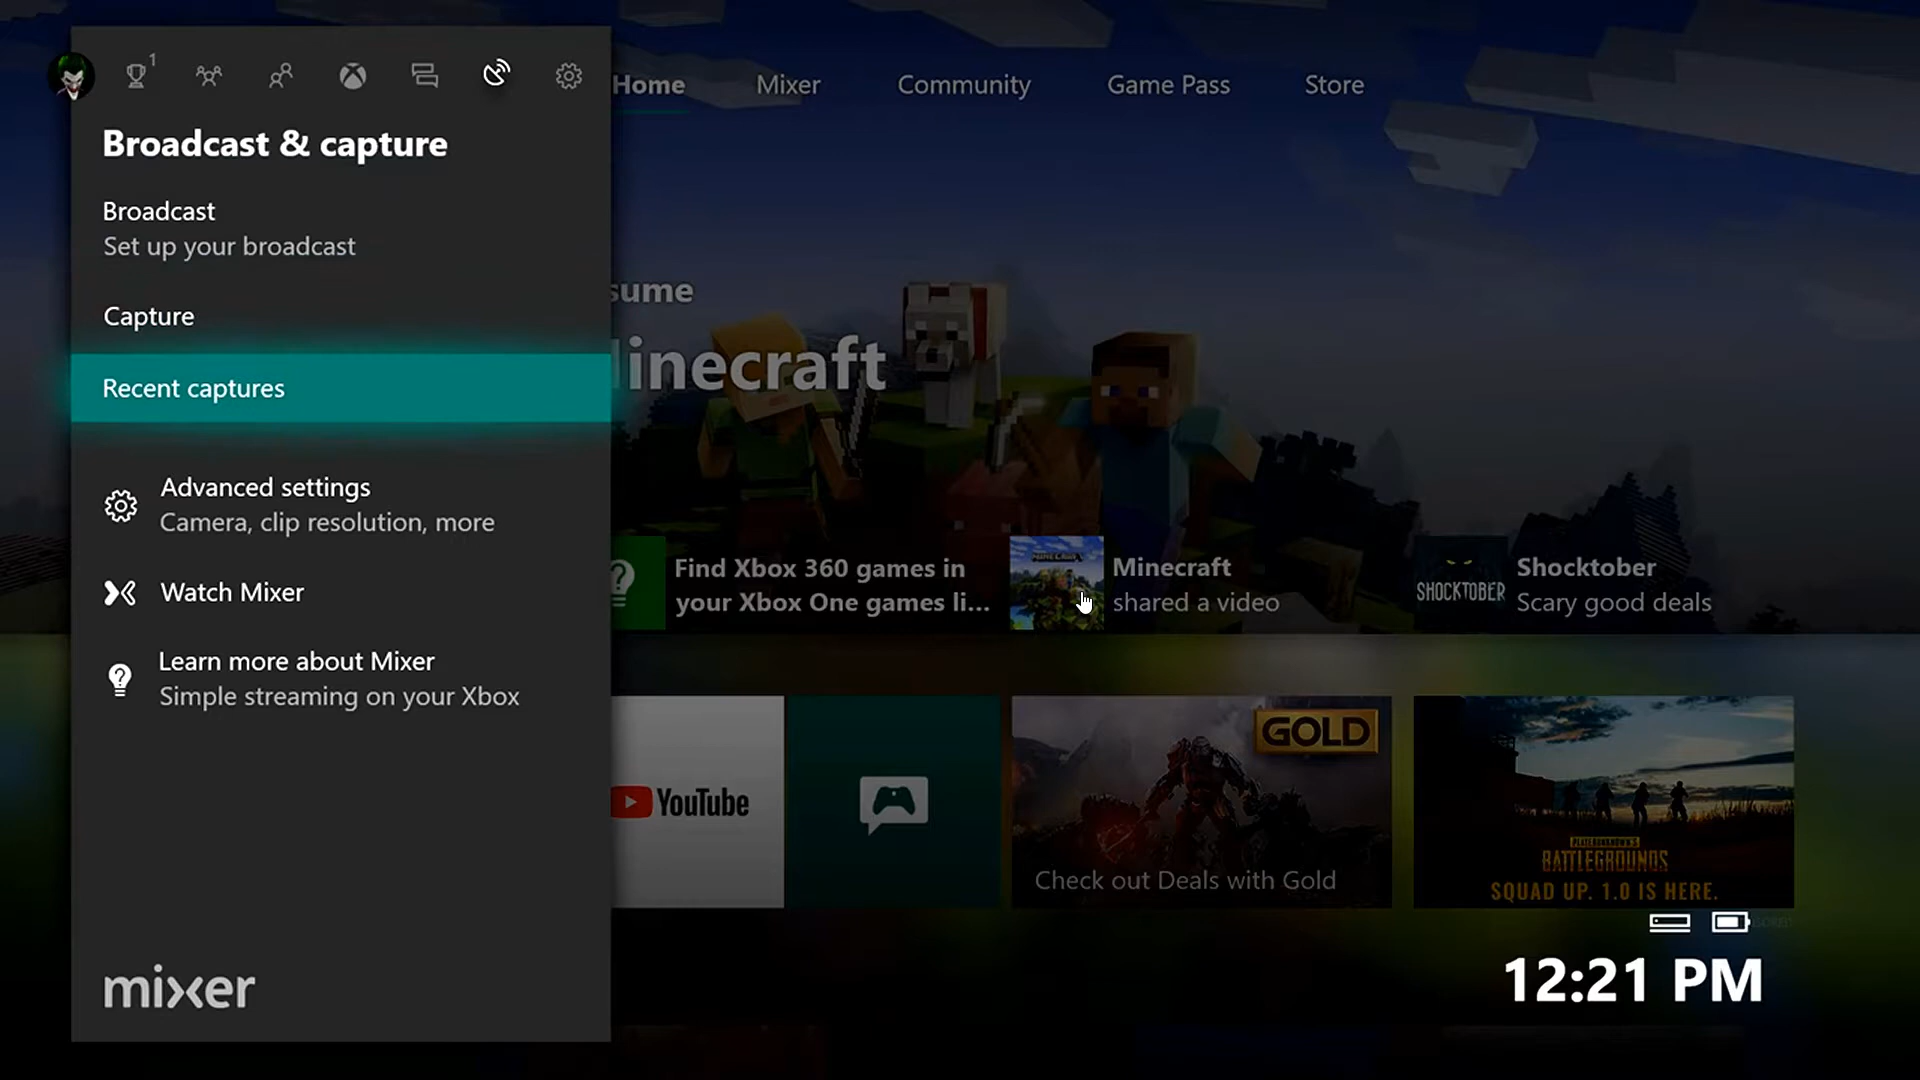 1
Home
Mixer
Community
Game Pass
Store
Broadcast & capture
Broadcast
Set up your broadcast
Capture
Recent captures
Advanced settings
Camera, clip resolution, more
Watch Mixer
Learn more about Mixer
Simple streaming on your Xbox
mixer
sume
inecraft
Find Xbox 360 games in
your Xbox One games li...
Minecraft
shared a video
SHOCKTOBER
Shocktober
Scary good deals
YouTube
GOLD
Check out Deals with Gold
PLAYERUNKNOWN'S
BATTLEGROUNDS
SQUAD UP. 1.0 IS HERE.
12:21 PM